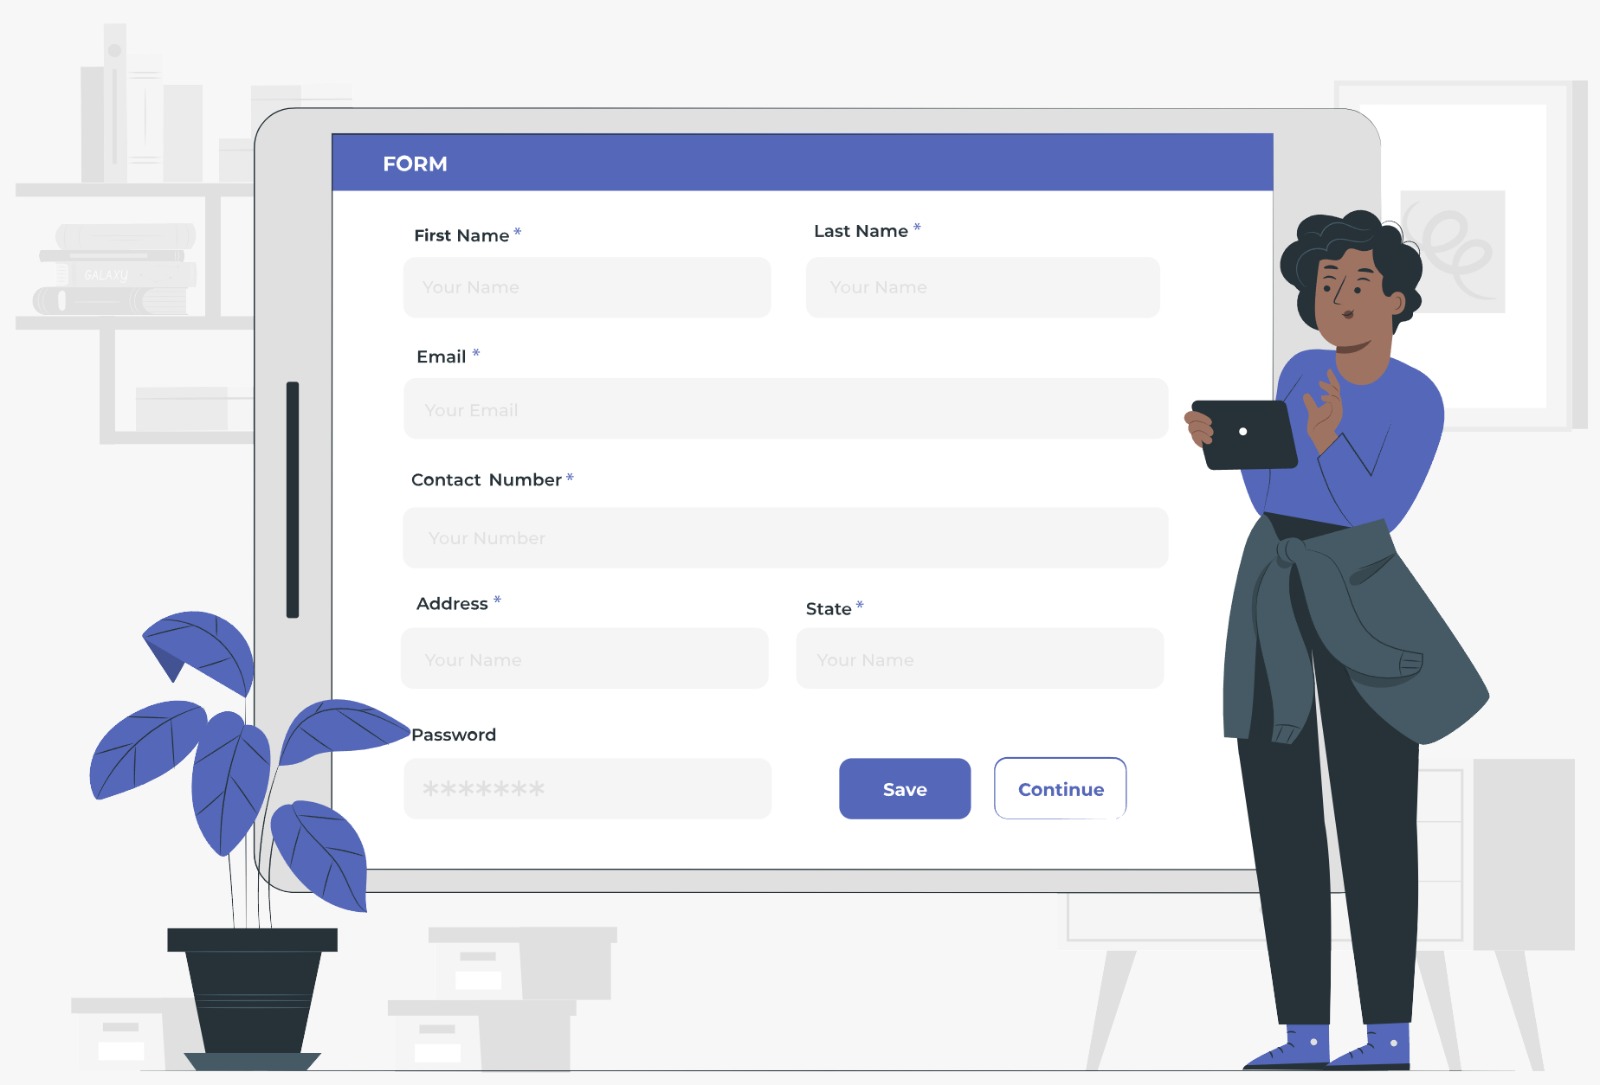 FORM
First Name *
Last Name *
Your Name
Your Name
Email *
Your Email
Contact Number *
Your Number
Address *
State *
Your Name
Your Name
Password
*******
Save
Continue
GALAXY